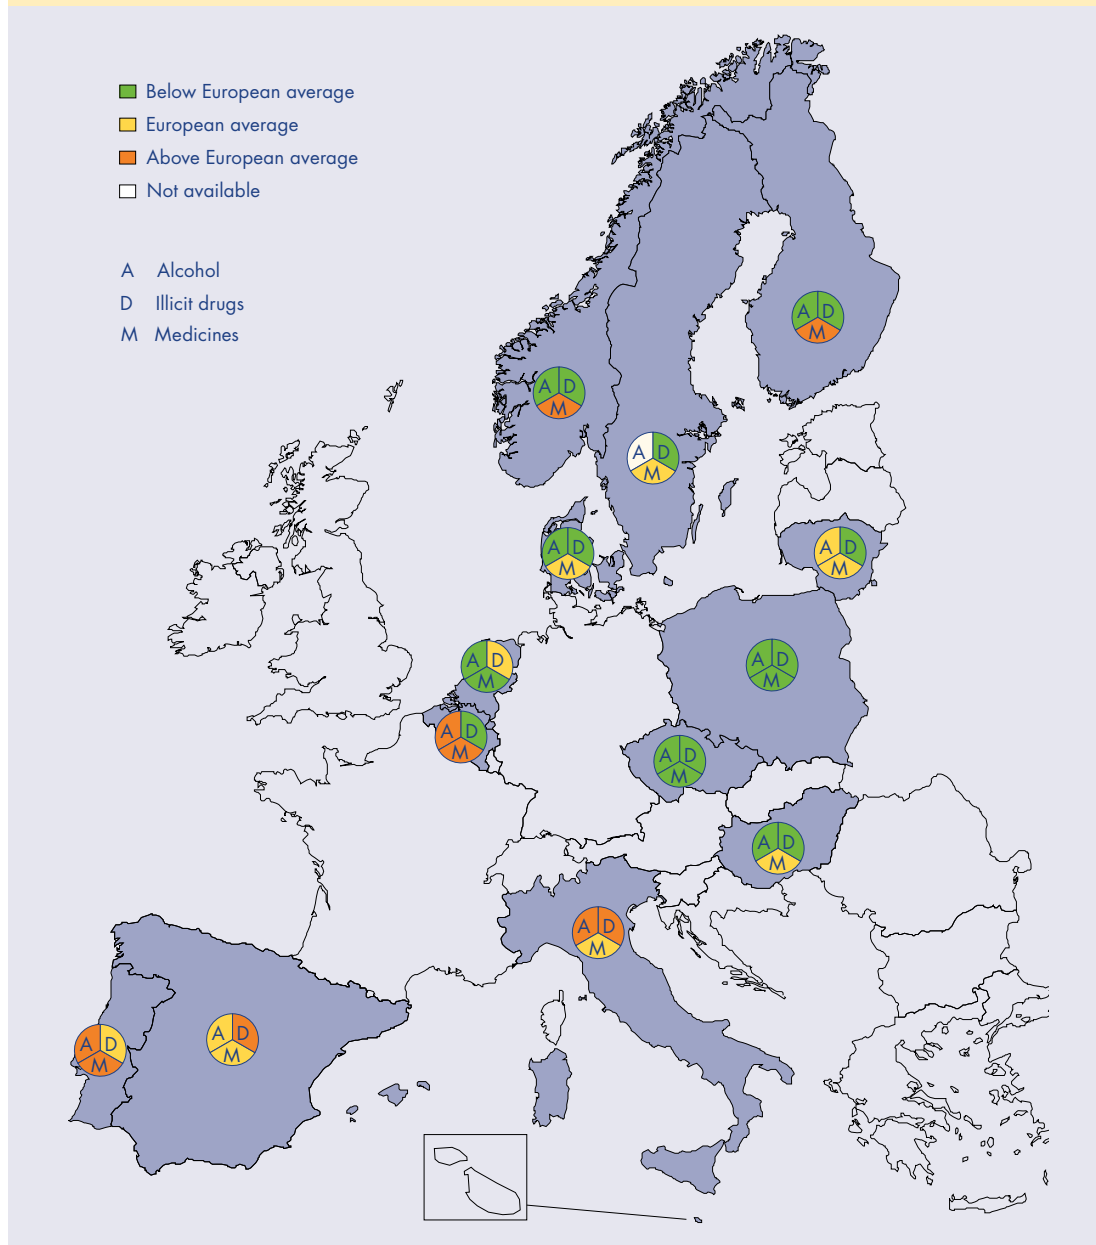 Below European average
European average
Above European average
Not available
A Alcohol
D Illicit drugs
M Medicines
A D
M
A D
M
A D
M
A D
M
A D
M
A D
M
A D
M
A D
M
A D
M
A D
M
A D
M
A D
M
A D
M